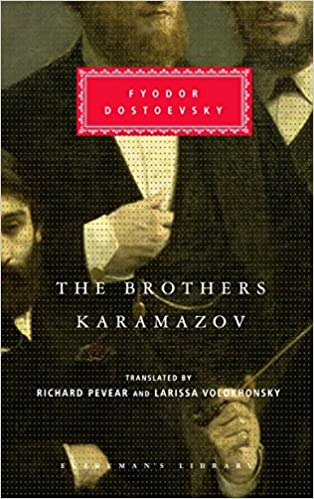 FYODOR
DOSTOEVSKY
THE BROTHERS
KARAMAZOV
TRANSLATED BY
RICHARD PEVEAR AND LARISSA VOLOKHONSKY
EVERYMAN'S LIBRARY